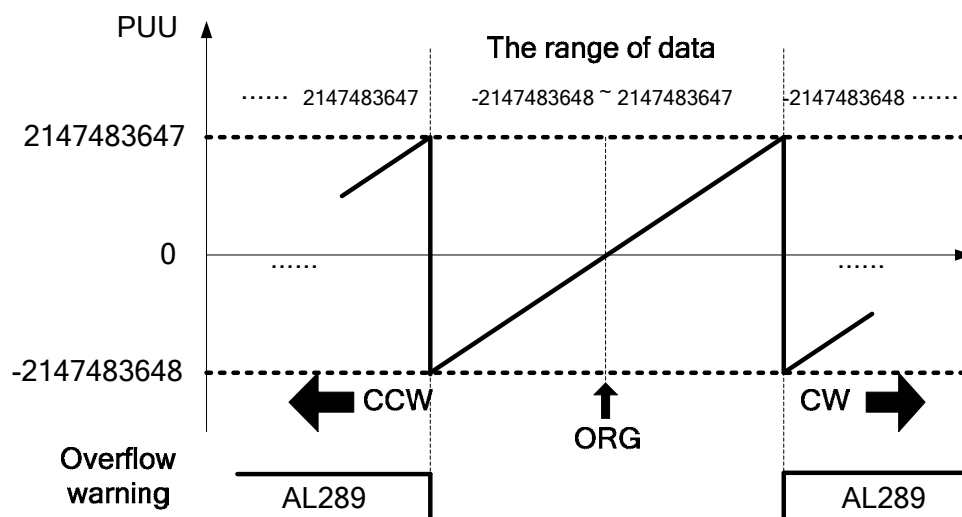 PUU
The range of data
...... 2147483647
-2147483648 ~ 2147483647
-2147483648 ......
2147483647
0
......
......
-2147483648
CCW
CW
ORG
Overflow
warning
AL289
AL289